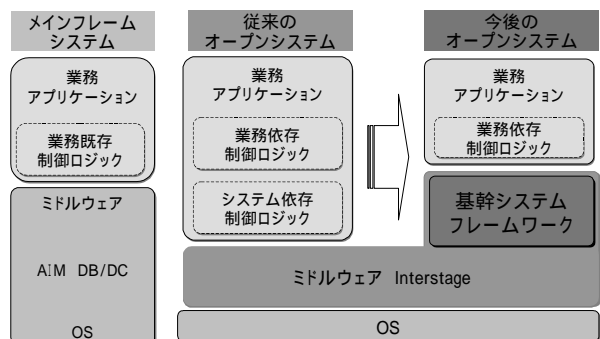 メインフレーム
システム
業務
アプリケーション
業務既存
制御ロジック
ミドルウェア
AIM DB/DC
OS
従来の
オープンシステム
業務
アプリケーション
業務依存
制御ロジック
システム依存
制御ロジック
今後の
オープンシステム
業務
アプリケーション
業務依存
制御ロジック
基幹システム
フレームワーク
ミドルウェア Interstage
OS